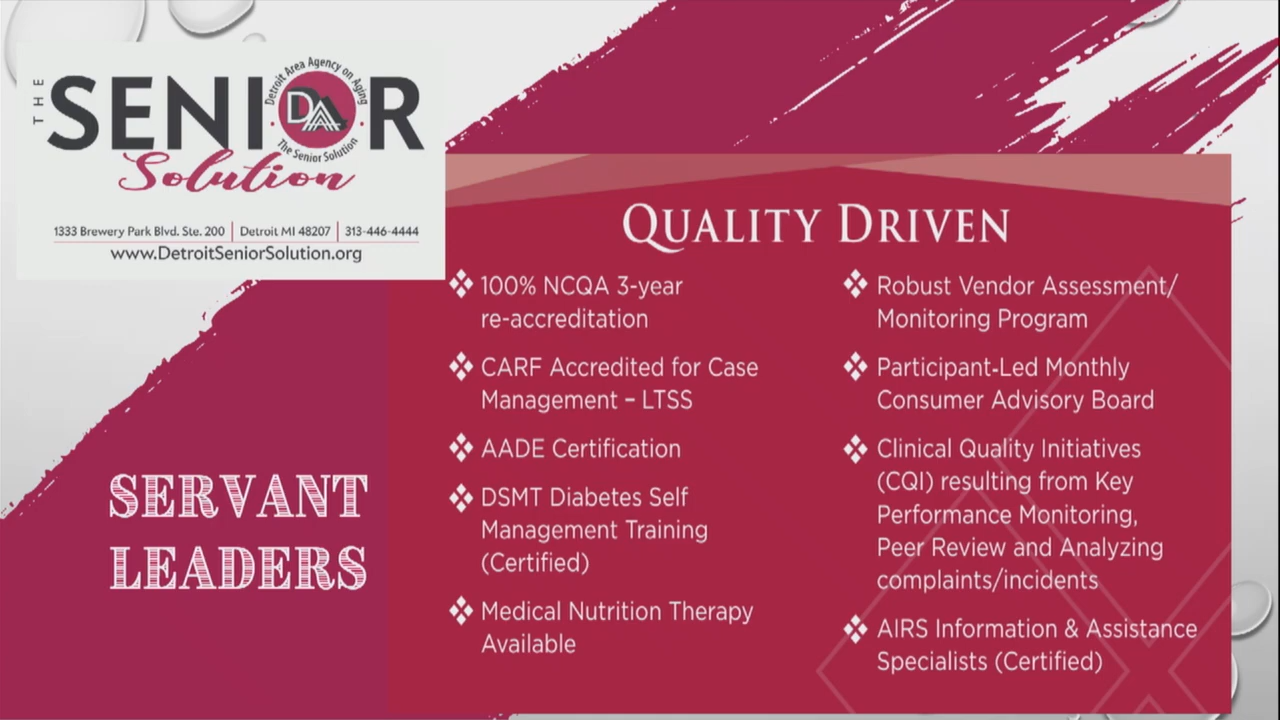 THE
SENIOR
Detroit Area Agency on Aging
DAAA
The Senior Solution
Solution
1333 Brewery Park Blvd. Ste. 200 | Detroit MI 48207 | 313-446-4444
www.DetroitSeniorSolution.org
SERVANT
LEADERS
QUALITY DRIVEN
❖ 100% NCQA 3-year
re-accreditation
❖ CARF Accredited for Case
Management – LTSS
❖ AADE Certification
❖ DSMT Diabetes Self
Management Training
(Certified)
❖ Medical Nutrition Therapy
Available
❖ Robust Vendor Assessment/
Monitoring Program
❖ Participant-Led Monthly
Consumer Advisory Board
❖ Clinical Quality Initiatives
(CQI) resulting from Key
Performance Monitoring,
Peer Review and Analyzing
complaints/incidents
❖ AIRS Information & Assistance
Specialists (Certified)